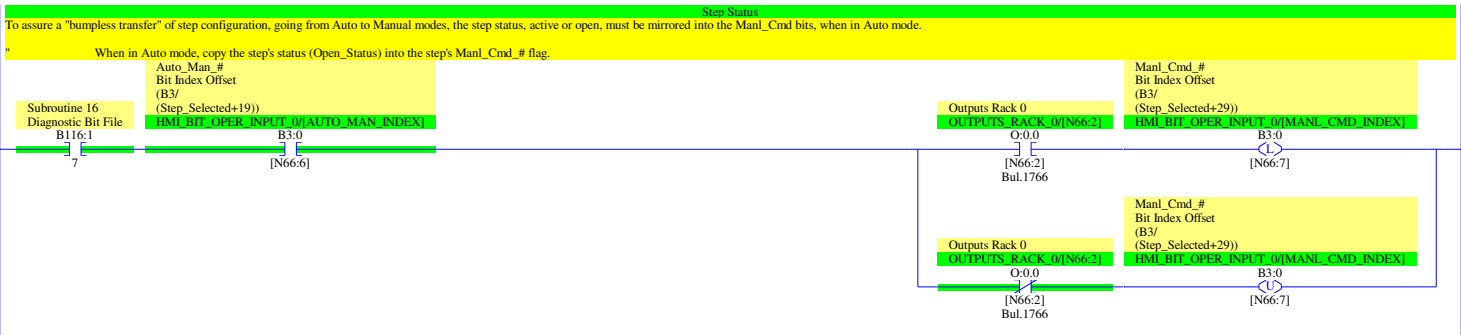 Step Status
To assure a "bumpless transfer" of step configuration, going from Auto to Manual modes, the step status, active or open, must be mirrored into the Manl_Cmd bits, when in Auto mode.
" When in Auto mode, copy the step's status (Open_Status) into the step's Manl_Cmd_# flag.
Subroutine 16
Diagnostic Bit File
B116:1
7
Auto_Man_#
Bit Index Offset
(B3/
(Step_Selected+19))
HMI_BIT_OPER_INPUT_0/[AUTO_MAN_INDEX]
B3:0
[N66:6]
Outputs Rack 0
OUTPUTS_RACK_0/[N66:2]
O:0.0
[N66:2]
Bul.1766
Manl_Cmd_#
Bit Index Offset
(B3/
(Step_Selected+29))
HMI_BIT_OPER_INPUT_0/[MANL_CMD_INDEX]
B3:0
L
[N66:7]
Outputs Rack 0
OUTPUTS_RACK_0/[N66:2]
O:0.0
[N66:2]
Bul.1766
Manl_Cmd_#
Bit Index Offset
(B3/
(Step_Selected+29))
HMI_BIT_OPER_INPUT_0/[MANL_CMD_INDEX]
B3:0
U
[N66:7]